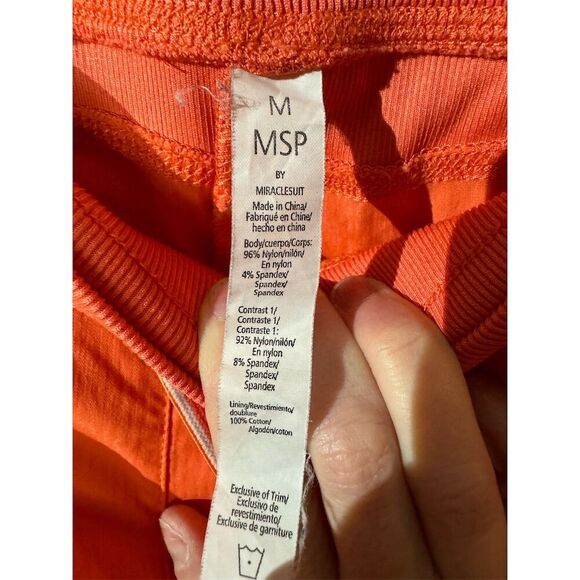 M
MSP
BY
MIRACLESUIT
Made in China/
Fabriqué en Chine/
hecho en china
Body/cuerpo/Corps:
96% Nylon/nilón/
En nylon
4% Spandex/
Spandex/
Spandex
Contrast 1/
Contraste 1/
Contraste 1:
92% Nylon/nilón/
En nylon
8% Spandex/
Spandex/
Spandex
Lining/Revestimiento/
doublure
100% Cotton/
Algodón/coton
Exclusive of Trim/
Exclusivo de
revestimiento/
Exclusive de garniture